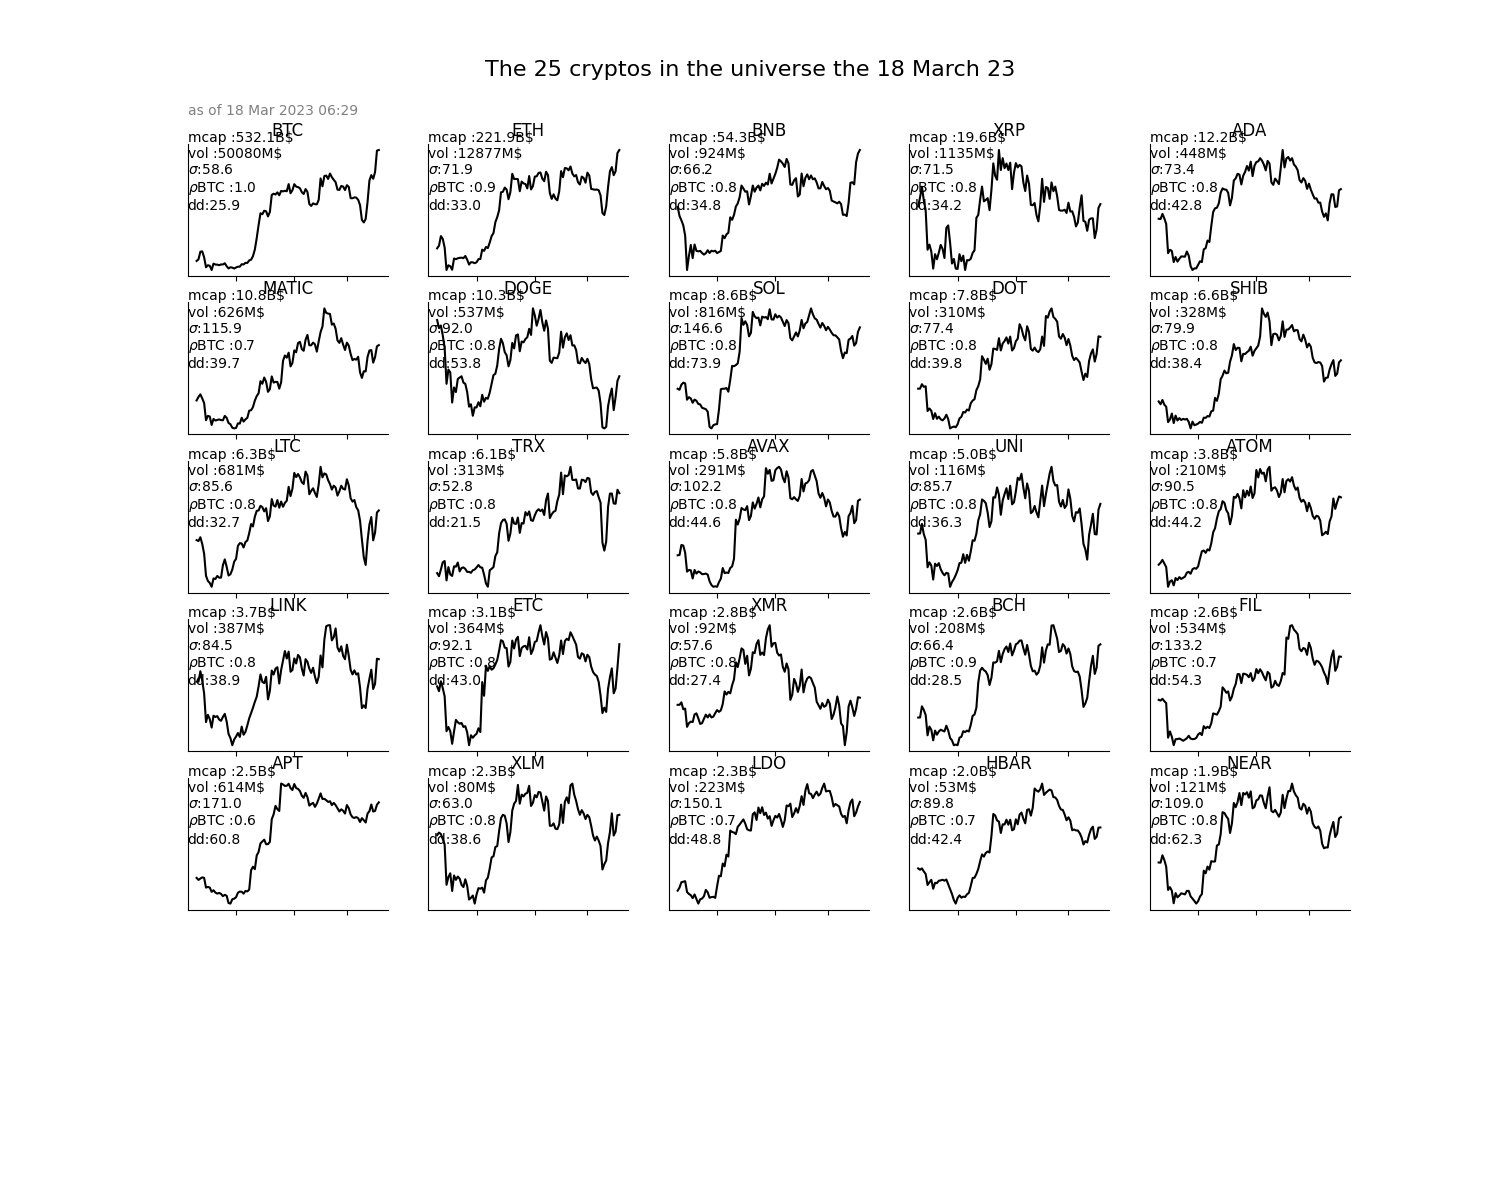 The 25 cryptos in the universe the 18 March 23
as of 18 Mar 2023 06:29
BTC
mcap :532.1B$
vol :50080M$
σ:58.6
ρBTC :1.0
dd:25.9
ETH
mcap :221.9B$
vol :12877M$
σ:71.9
ρBTC :0.9
dd:33.0
BNB
mcap :54.3B$
vol :924M$
σ:66.2
ρBTC :0.8
dd:34.8
XRP
mcap :19.6B$
vol :1135M$
σ:71.5
ρBTC :0.8
dd:34.2
ADA
mcap :12.2B$
vol :448M$
σ:73.4
ρBTC :0.8
dd:42.8
MATIC
mcap :10.8B$
vol :626M$
σ:115.9
ρBTC :0.7
dd:39.7
DOGE
mcap :10.3B$
vol :537M$
σ:92.0
ρBTC :0.8
dd:53.8
SOL
mcap :8.6B$
vol :816M$
σ:146.6
ρBTC :0.8
dd:73.9
DOT
mcap :7.8B$
vol :310M$
σ:77.4
ρBTC :0.8
dd:39.8
SHIB
mcap :6.6B$
vol :328M$
σ:79.9
ρBTC :0.8
dd:38.4
LTC
mcap :6.3B$
vol :681M$
σ:85.6
ρBTC :0.8
dd:32.7
TRX
mcap :6.1B$
vol :313M$
σ:52.8
ρBTC :0.8
dd:21.5
AVAX
mcap :5.8B$
vol :291M$
σ:102.2
ρBTC :0.8
dd:44.6
UNI
mcap :5.0B$
vol :116M$
σ:85.7
ρBTC :0.8
dd:36.3
ATOM
mcap :3.8B$
vol :210M$
σ:90.5
ρBTC :0.8
dd:44.2
LINK
mcap :3.7B$
vol :387M$
σ:84.5
ρBTC :0.8
dd:38.9
ETC
mcap :3.1B$
vol :364M$
σ:92.1
ρBTC :0.8
dd:43.0
XMR
mcap :2.8B$
vol :92M$
σ:57.6
ρBTC :0.8
dd:27.4
BCH
mcap :2.6B$
vol :208M$
σ:66.4
ρBTC :0.9
dd:28.5
FIL
mcap :2.6B$
vol :534M$
σ:133.2
ρBTC :0.7
dd:54.3
APT
mcap :2.5B$
vol :614M$
σ:171.0
ρBTC :0.6
dd:60.8
XLM
mcap :2.3B$
vol :80M$
σ:63.0
ρBTC :0.8
dd:38.6
LDO
mcap :2.3B$
vol :223M$
σ:150.1
ρBTC :0.7
dd:48.8
HBAR
mcap :2.0B$
vol :53M$
σ:89.8
ρBTC :0.7
dd:42.4
NEAR
mcap :1.9B$
vol :121M$
σ:109.0
ρBTC :0.8
dd:62.3